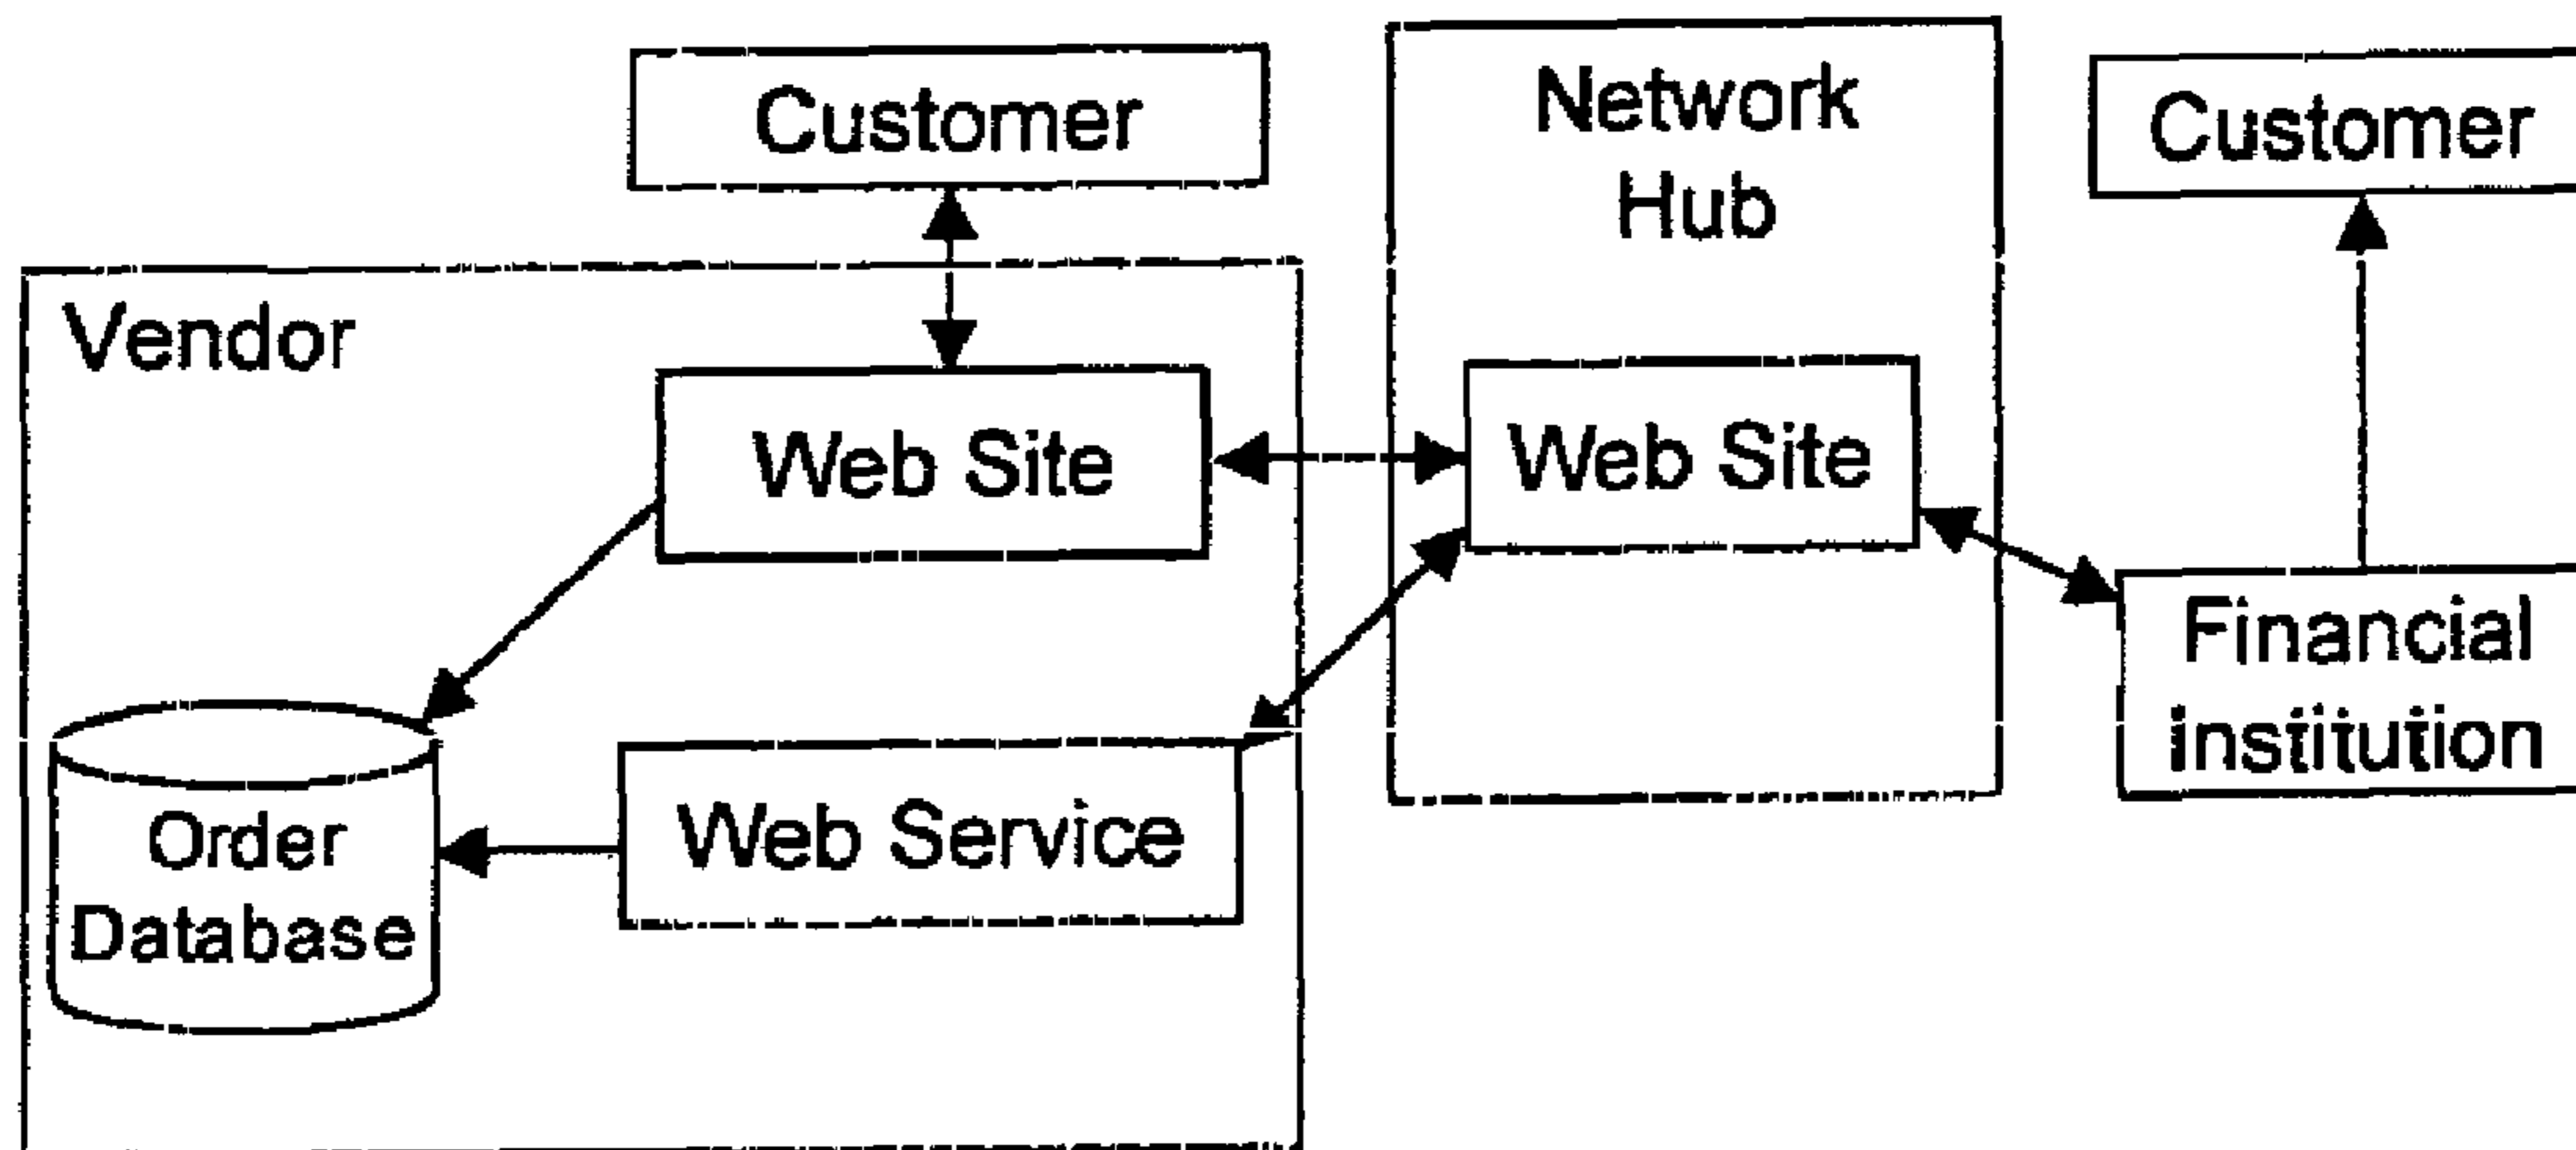 Customer
Network
Hub
Customer
Vendor
Web Site
Web Site
Financial
institution
Web Service
Order
Database